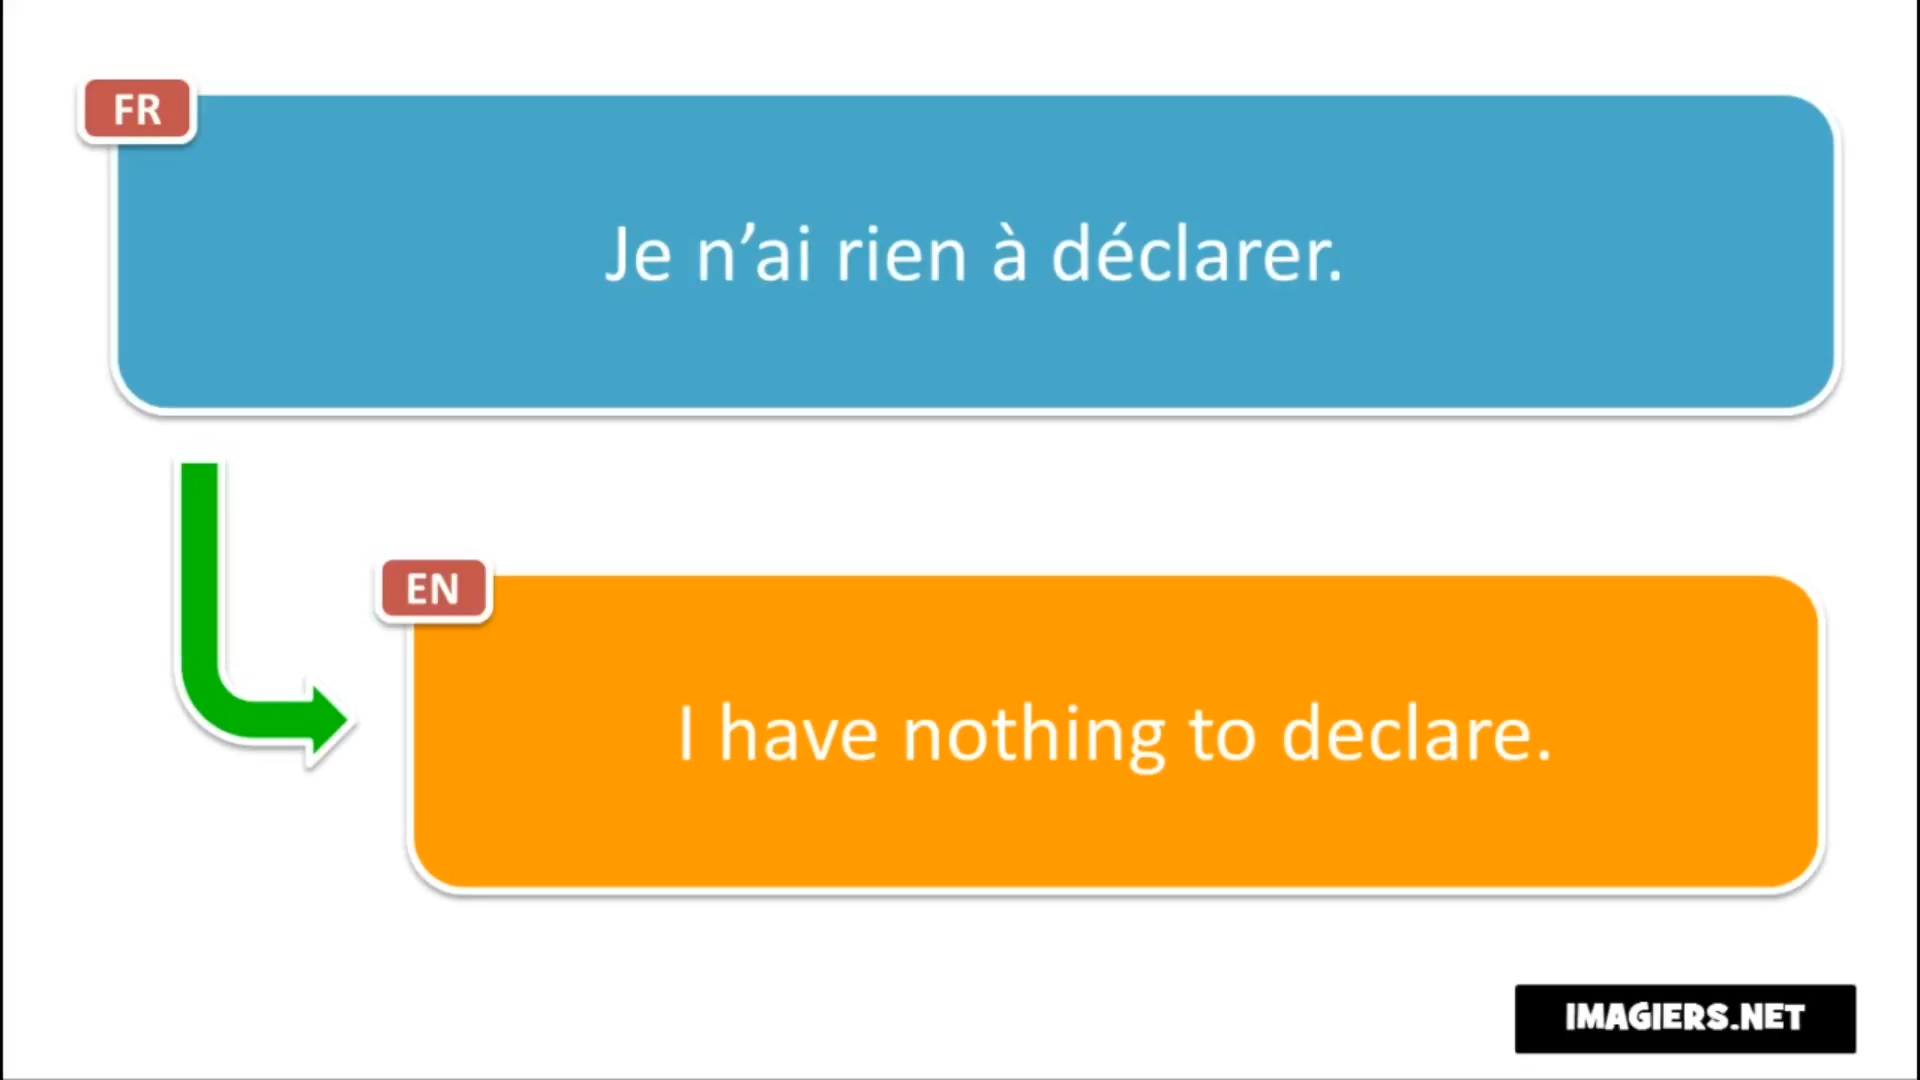 FR
Je n’ai rien à déclarer.
EN
I have nothing to declare.
IMAGIERS.NET